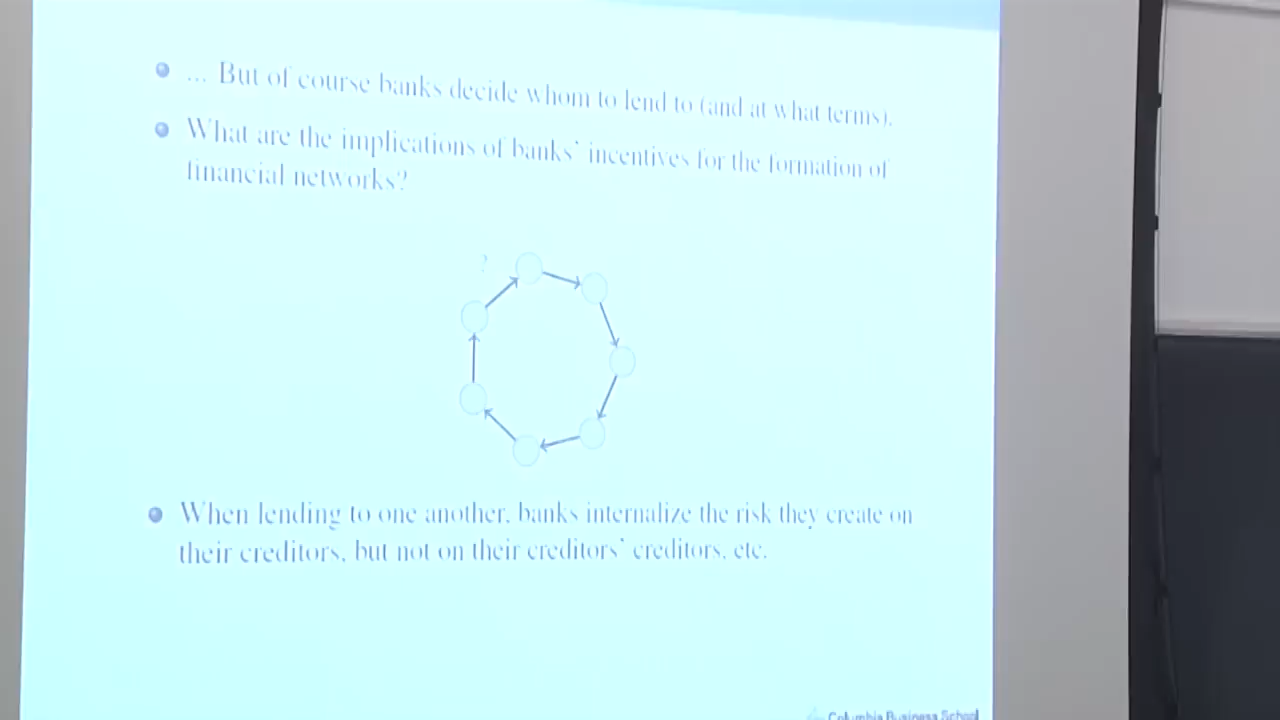 ... But of course banks decide whom to lend to (and at what terms).
What are the implications of banks' incentives for the formation of
financial networks?
?
When lending to one another, banks internalize the risk they create on
their creditors, but not on their creditors' creditors, etc.
Columbia Business School